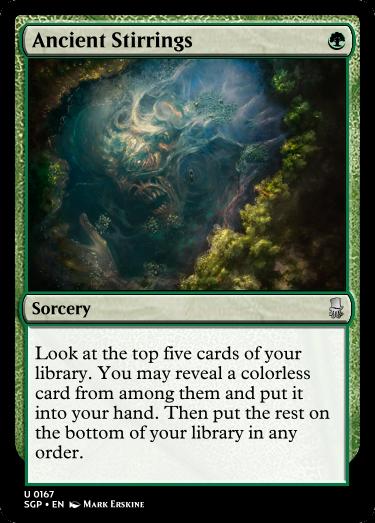 Ancient Stirrings
Sorcery
Look at the top five cards of your
library. You may reveal a colorless
card from among them and put it
into your hand. Then put the rest on
the bottom of your library in any
order.
U 0167
SGP • EN Mark Erskine